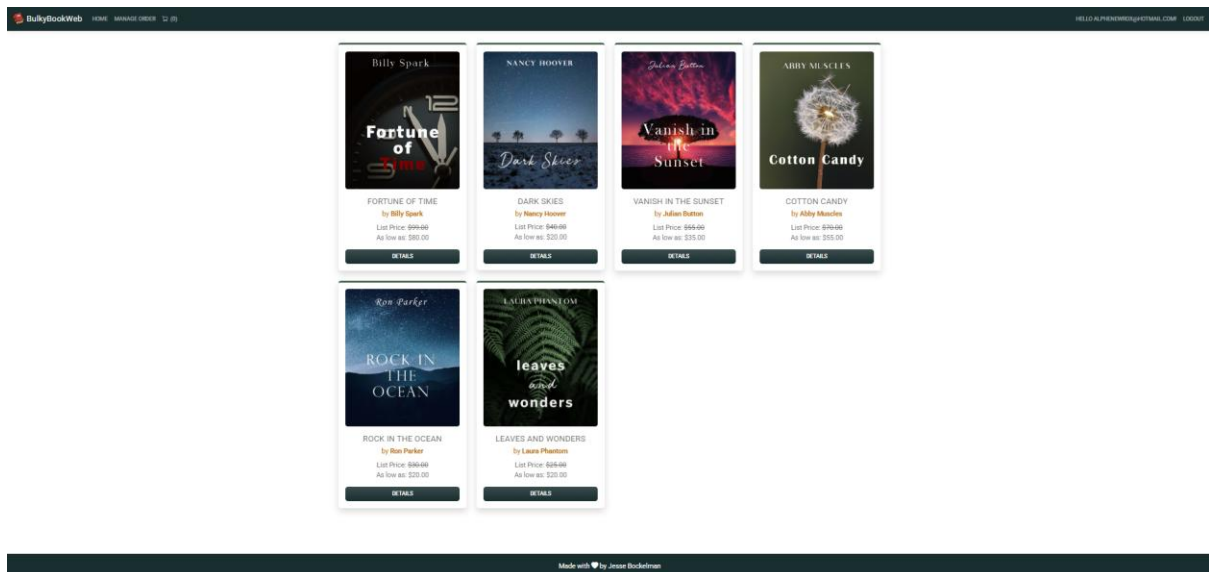 BulkyBookWeb HOME MANAGE ORDER (0)
LOGOUT
Billy Spark
Fortune
of
Time
FORTUNE OF TIME
by Billy Spark
List Price: $99.00
As low as: $80.00
DETAILS
NANCY HOOVER
Dark Skies
DARK SKIES
by Nancy Hoover
List Price: $40.00
As low as: $20.00
DETAILS
Julian Button
Vanish in
the
Sunset
VANISH IN THE SUNSET
by Julian Button
List Price: $55.00
As low as: $35.00
DETAILS
ABBY MUSCLES
Cotton Candy
COTTON CANDY
by Abby Muscles
List Price: $70.00
As low as: $55.00
DETAILS
Ron Parker
ROCK IN
THE
OCEAN
ROCK IN THE OCEAN
by Ron Parker
List Price: $30.00
As low as: $20.00
DETAILS
LAURA PHANTOM
leaves
and
wonders
LEAVES AND WONDERS
by Laura Phantom
List Price: $25.00
As low as: $20.00
DETAILS
Made with by Jesse Bockelman